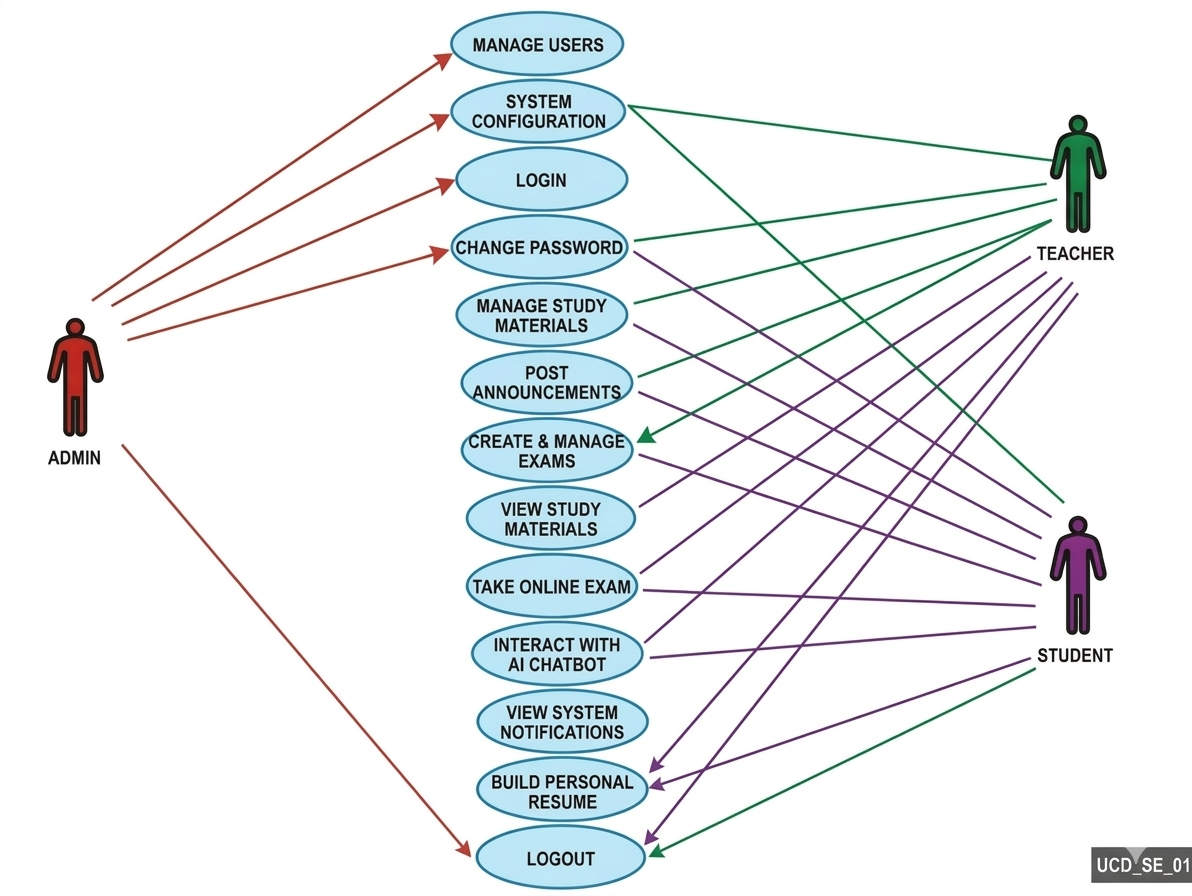 MANAGE USERS
SYSTEM
CONFIGURATION
LOGIN
CHANGE PASSWORD
MANAGE STUDY
MATERIALS
POST
ANNOUNCEMENTS
CREATE & MANAGE
EXAMS
VIEW STUDY
MATERIALS
TAKE ONLINE EXAM
INTERACT WITH
AI CHATBOT
VIEW SYSTEM
NOTIFICATIONS
BUILD PERSONAL
RESUME
LOGOUT
ADMIN
TEACHER
STUDENT
UCD_SE_01